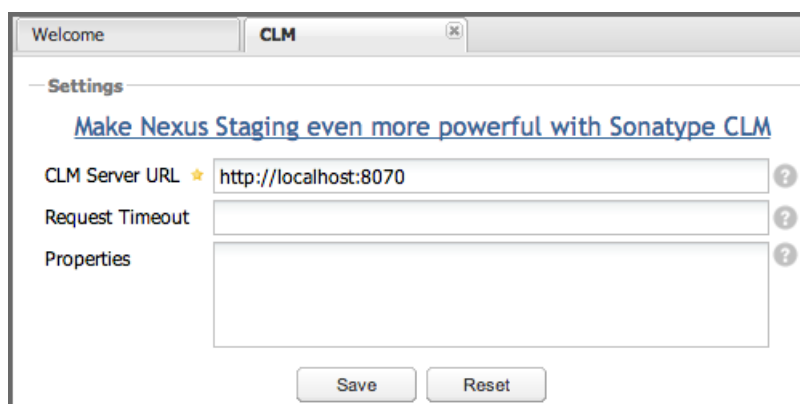 Welcome
CLM
Settings
Make Nexus Staging even more powerful with Sonatype CLM
CLM Server URL http://localhost:8070
Request Timeout
Properties
Save Reset